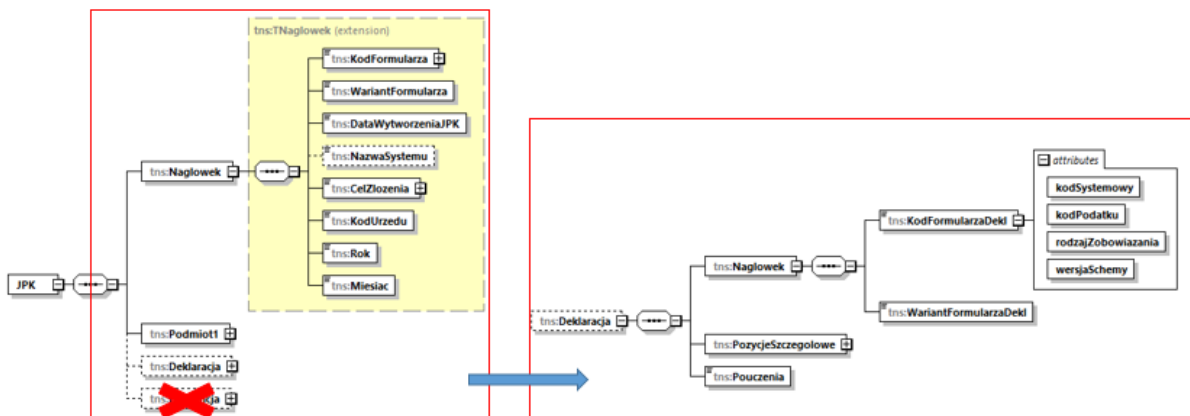 tns:TNaglowek (extension)
tns:KodFormularza
tns:WariantFormularza
tns:DataWytworzeniaJPK
tns:NazwaSystemu
tns:Naglowek
tns:CelZlozenia
tns:KodUrzedu
tns:Rok
JPK
tns:Miesiac
tns:Podmiot1
tns:Deklaracja
attributes
kodSystemowy
kodPodatku
tns:KodFormularzaDekl
rodzajZobowiazania
tns:Naglowek
wersjaSchemy
tns:WariantFormularzaDekl
tns:Deklaracja
tns:PozycjeSzczegolowe
tns:Pouczenia